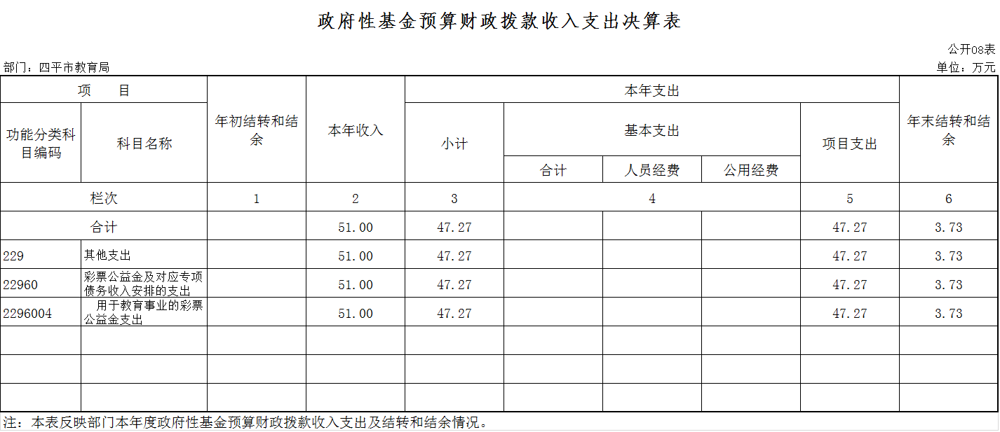 政府性基金预算财政拨款收入支出决算表
公开08表
部门：四平市教育局
单位：万元
项 目
年初结转和结余
本年收入
本年支出
年末结转和结余
功能分类科目编码
科目名称
小计
基本支出
项目支出
合计
人员经费
公用经费
栏次 1 2 3 4 5 6
合计 51.00 47.27 47.27 3.73
229 其他支出 51.00 47.27 47.27 3.73
22960 彩票公益金及对应专项债务收入安排的支出 51.00 47.27 47.27 3.73
2296004 用于教育事业的彩票公益金支出 51.00 47.27 47.27 3.73
注：本表反映部门本年度政府性基金预算财政拨款收入支出及结转和结余情况。